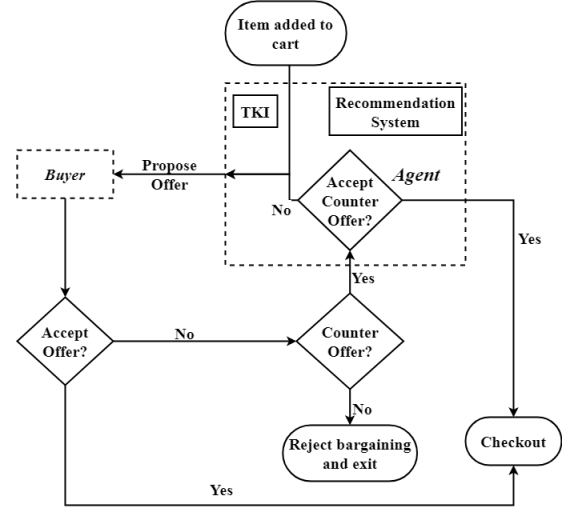 Item added to
cart
TKI
Recommendation
System
Buyer
Propose
Offer
Agent
Accept
Counter
Offer?
No
Yes
Yes
Accept
Offer?
No
Counter
Offer?
No
Reject bargaining
and exit
Checkout
Yes